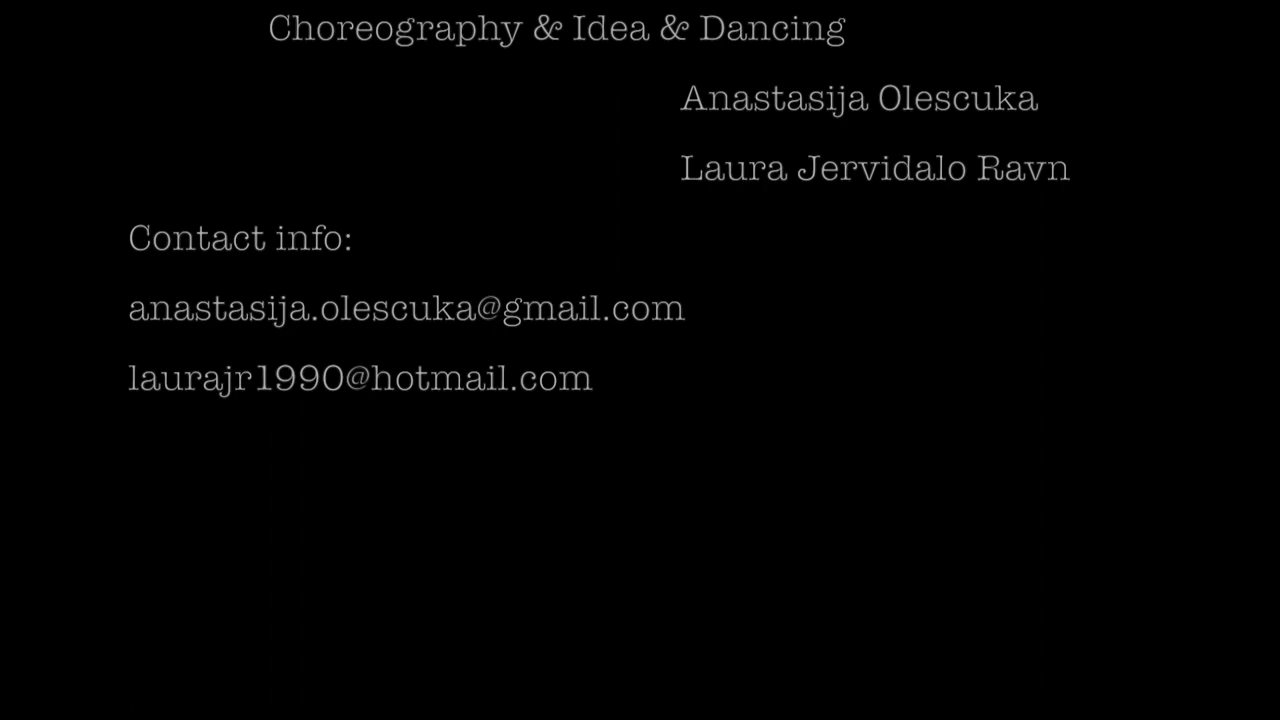 Choreography & Idea & Dancing
Anastasija Olescuka
Laura Jervidalo Ravn
Contact info:
anastasija.olescuka@gmail.com
laurajr1990@hotmail.com